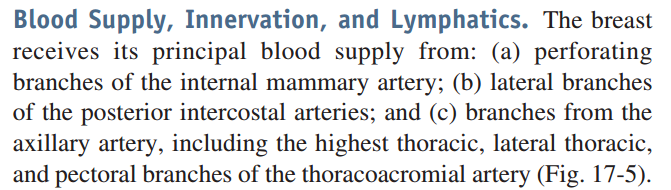 Blood Supply, Innervation, and Lymphatics. The breast
receives its principal blood supply from: (a) perforating
branches of the internal mammary artery; (b) lateral branches
of the posterior intercostal arteries; and (c) branches from the
axillary artery, including the highest thoracic, lateral thoracic,
and pectoral branches of the thoracoacromial artery (Fig. 17-5).